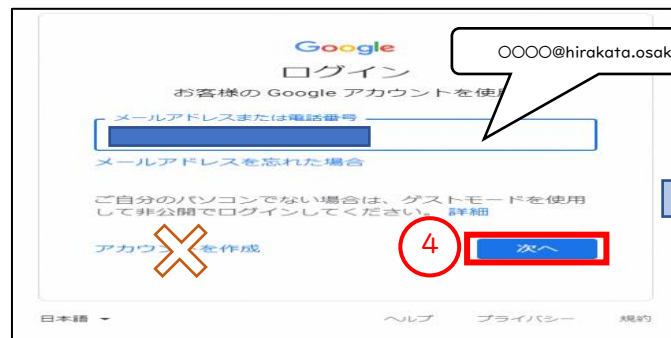 Google
〇〇〇〇@hirakata.osak
ログイン
お客様の Google アカウントを使
メールアドレスまたは電話番号
メールアドレスを忘れた場合
ご自分のパソコンでない場合は、ゲストモードを使用
して非公開でログインしてください。 詳細
アカウントを作成
4
次へ
日本語
ヘルプ
プライバシー
規約